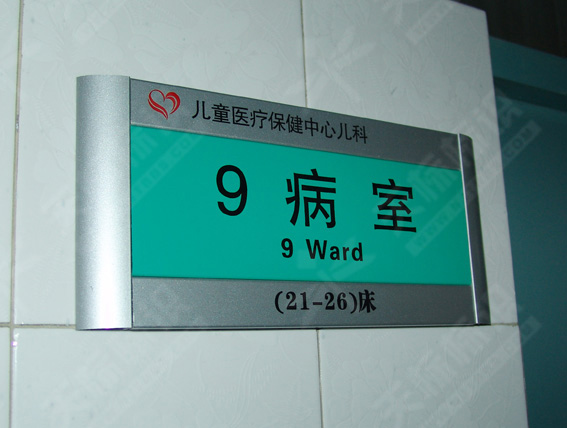 儿童医疗保健中心儿科
9 病 室
9 Ward
(21-26)床